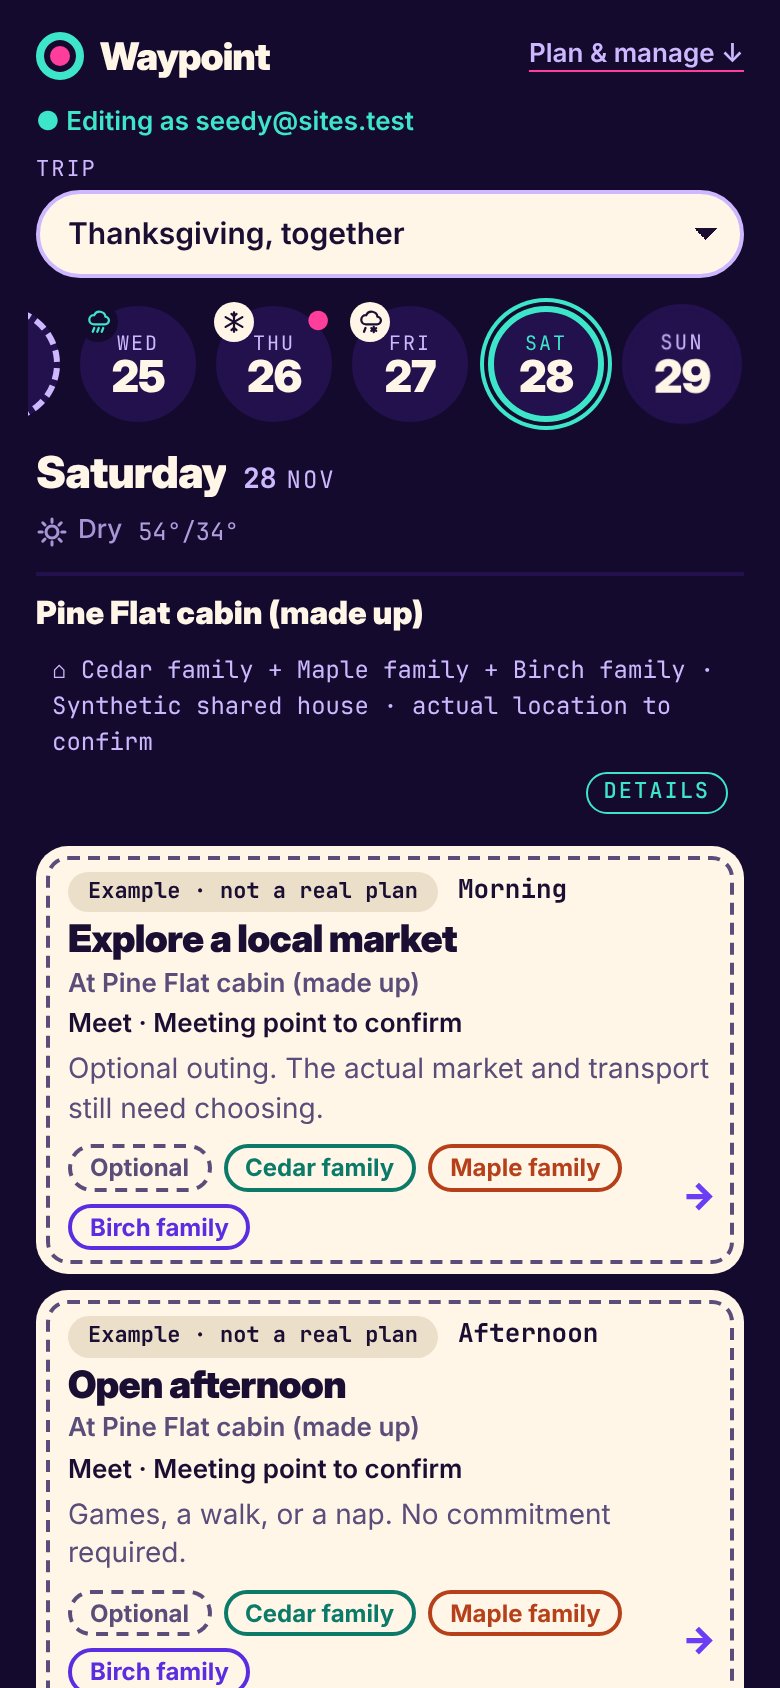 Waypoint
Plan & manage ↓
Editing as seedy@sites.test
TRIP
Thanksgiving, together
WED
25
THU
26
FRI
27
SAT
28
SUN
29
Saturday 28 NOV
Dry 54°/34°
Pine Flat cabin (made up)
⌂ Cedar family + Maple family + Birch family ·
Synthetic shared house · actual location to
confirm
DETAILS
Example · not a real plan Morning
Explore a local market
At Pine Flat cabin (made up)
Meet · Meeting point to confirm
Optional outing. The actual market and transport
still need choosing.
Optional Cedar family Maple family
Birch family
→
Example · not a real plan Afternoon
Open afternoon
At Pine Flat cabin (made up)
Meet · Meeting point to confirm
Games, a walk, or a nap. No commitment
required.
Optional Cedar family Maple family
Birch family
→